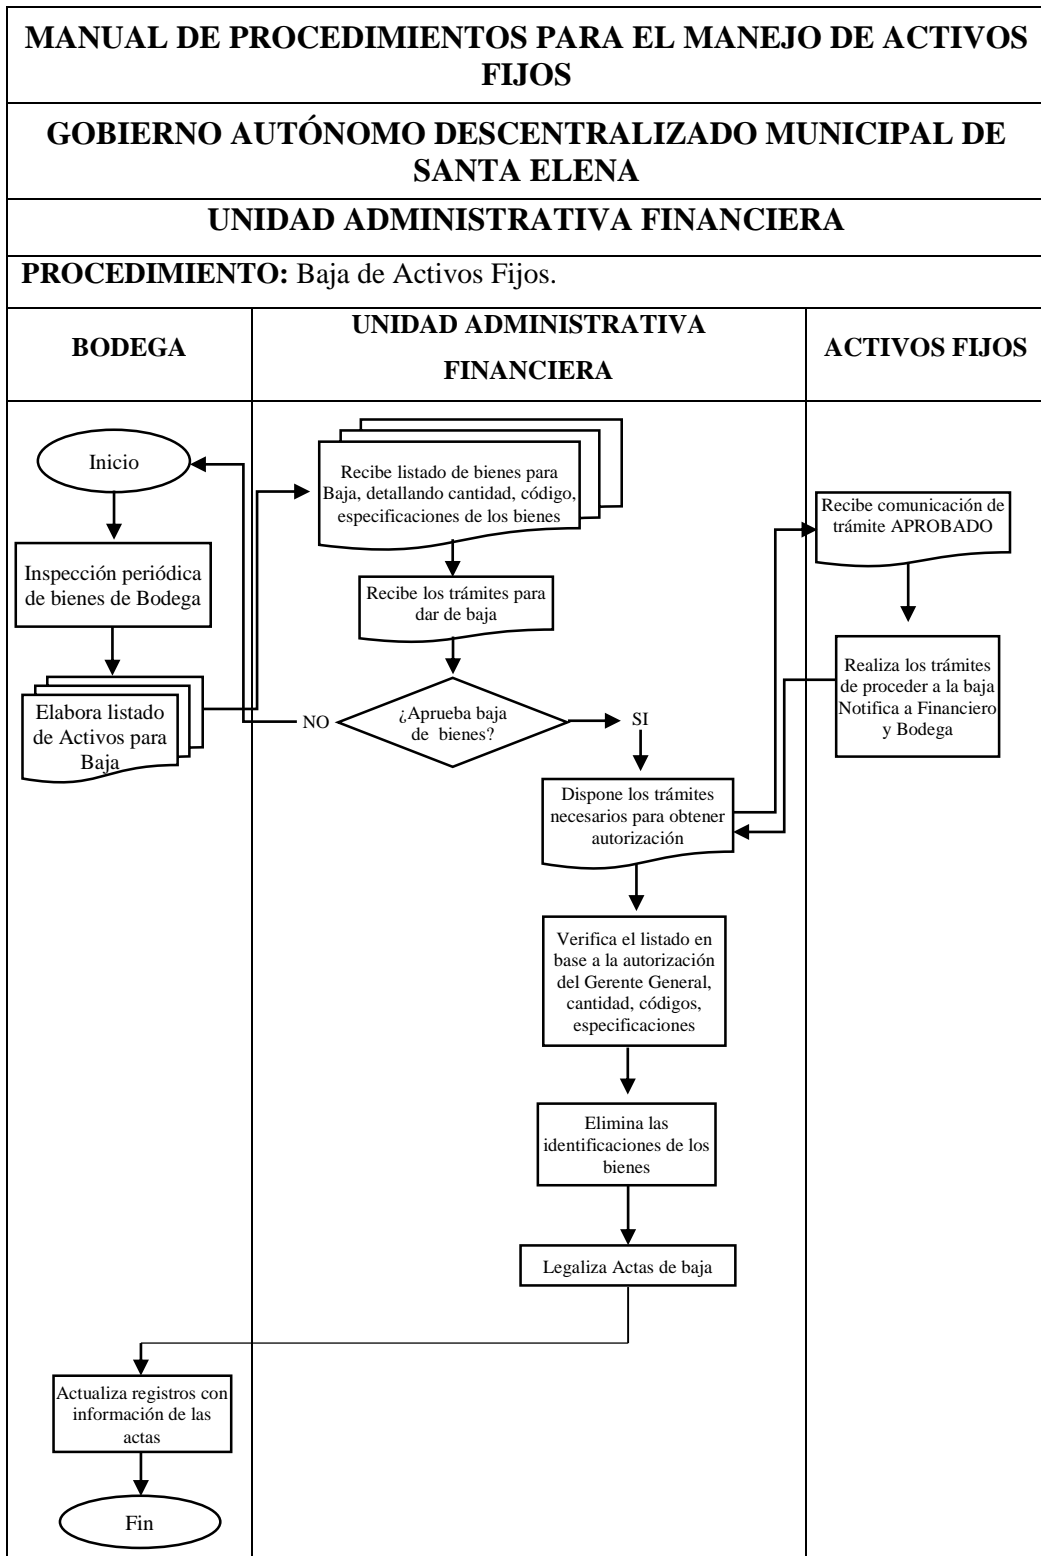 MANUAL DE PROCEDIMIENTOS PARA EL MANEJO DE ACTIVOS
FIJOS
GOBIERNO AUTÓNOMO DESCENTRALIZADO MUNICIPAL DE
SANTA ELENA
UNIDAD ADMINISTRATIVA FINANCIERA
PROCEDIMIENTO: Baja de Activos Fijos.
BODEGA
UNIDAD ADMINISTRATIVA
FINANCIERA
ACTIVOS FIJOS
Inicio
Recibe listado de bienes para
Baja, detallando cantidad, código,
especificaciones de los bienes
Recibe comunicación de
trámite APROBADO
Inspección periódica
de bienes de Bodega
Recibe los trámites para
dar de baja
Realiza los trámites
de proceder a la baja
Notifica a Financiero
y Bodega
Elabora listado
de Activos para
Baja
NO
¿Aprueba baja
de bienes?
SI
Dispone los trámites
necesarios para obtener
autorización
Verifica el listado en
base a la autorización
del Gerente General,
cantidad, códigos,
especificaciones
Elimina las
identificaciones de los
bienes
Legaliza Actas de baja
Actualiza registros con
información de las
actas
Fin